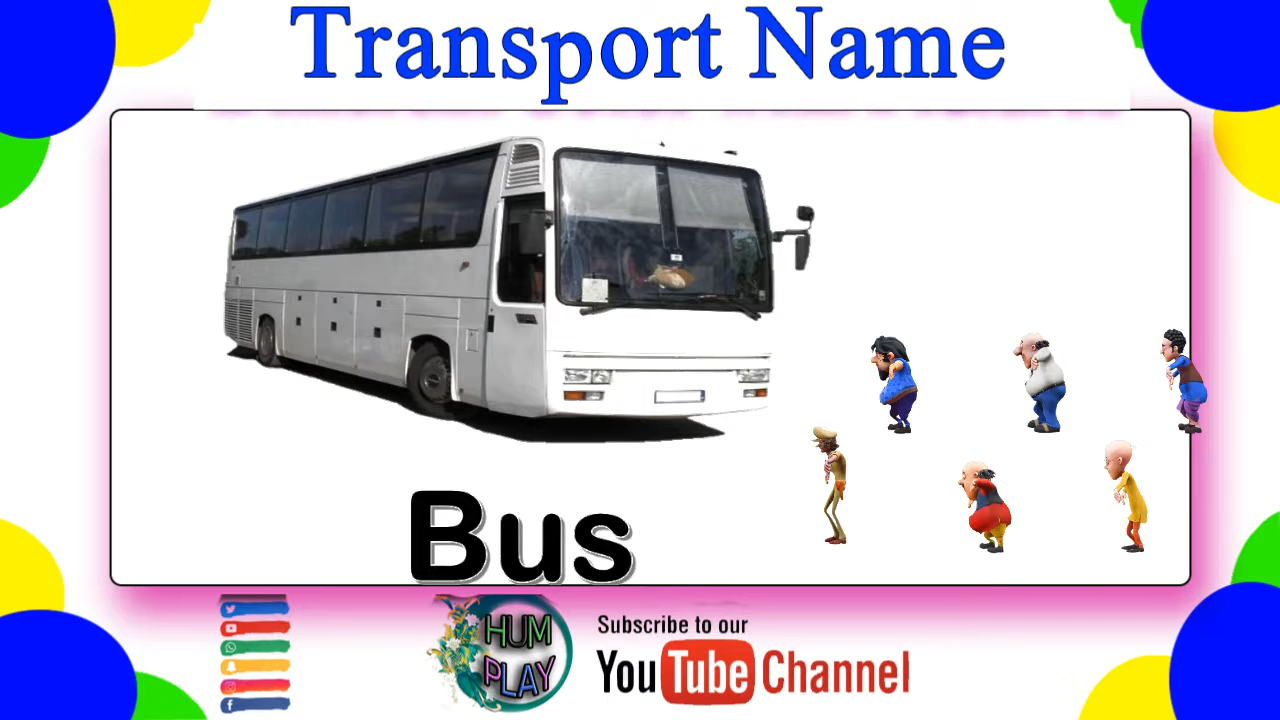 Transport Name
Bus
HUM
PLAY
Subscribe to our
YouTube Channel